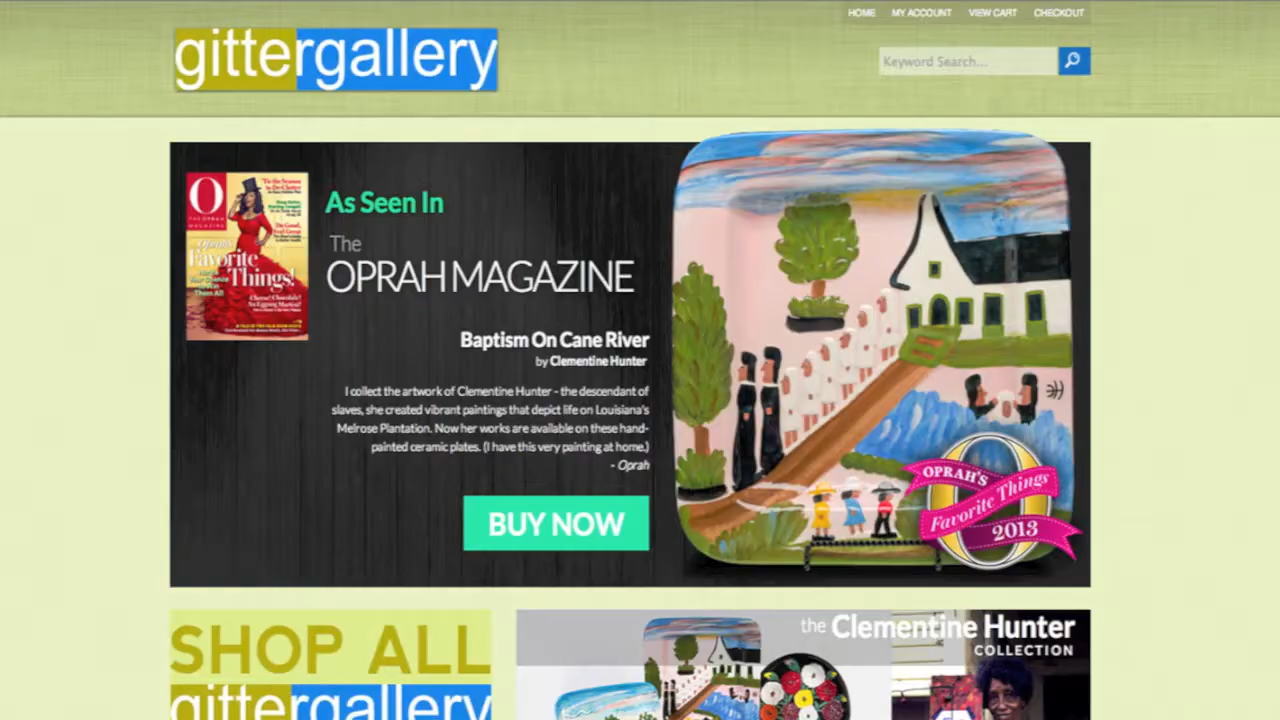 HOME MY ACCOUNT VIEW CART CHECKOUT
gittergallery
Keyword Search...
O
THE OPRAH
MAGAZINE
Oprah's
Favorite
Things!
As Seen In
The
OPRAH MAGAZINE
Baptism On Cane River
by Clementine Hunter
I collect the artwork of Clementine Hunter - the descendant of
slaves, she created vibrant paintings that depict life on Louisiana's
Melrose Plantation. Now her works are available on these hand-
painted ceramic plates. (I have this very painting at home.)
- Oprah
BUY NOW
OPRAH'S
Favorite Things
2013
SHOP ALL
gittergallery
the Clementine Hunter
COLLECTION